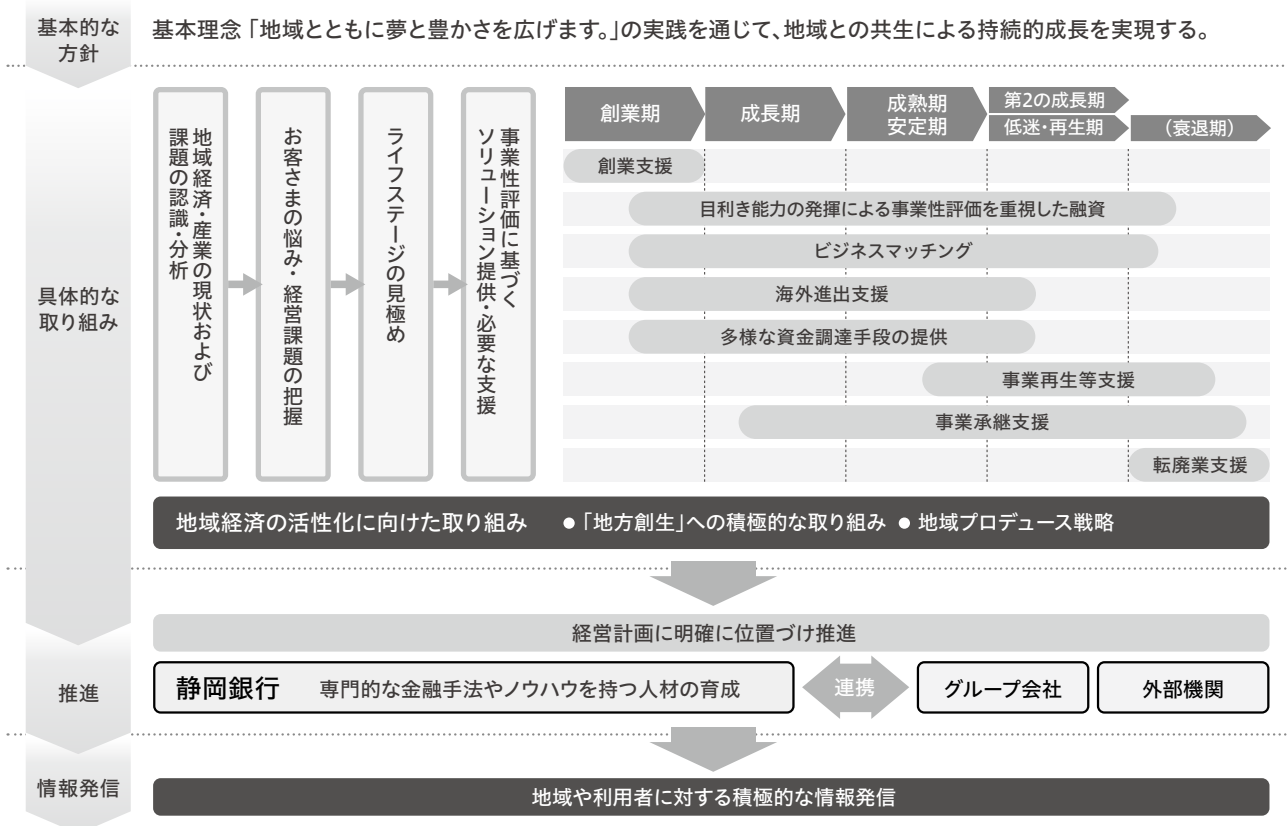 基本的な
方針
基本理念「地域とともに夢と豊かさを広げます。」の実践を通じて、地域との共生による持続的成長を実現する。
具体的な
取り組み
地域経済・産業の現状および
課題の認識・分析
お客さまの悩み・経営課題の把握
ライフステージの見極め
事業性評価に基づく
ソリューション提供・必要な支援
創業期
成長期
成熟期
安定期
第2の成長期
低迷・再生期
(衰退期)
創業支援
目利き能力の発揮による事業性評価を重視した融資
ビジネスマッチング
海外進出支援
多様な資金調達手段の提供
事業再生等支援
事業承継支援
転廃業支援
地域経済の活性化に向けた取り組み ●「地方創生」への積極的な取り組み ● 地域プロデュース戦略
推進
経営計画に明確に位置づけ推進
静岡銀行 専門的な金融手法やノウハウを持つ人材の育成
連携
グループ会社
外部機関
情報発信
地域や利用者に対する積極的な情報発信